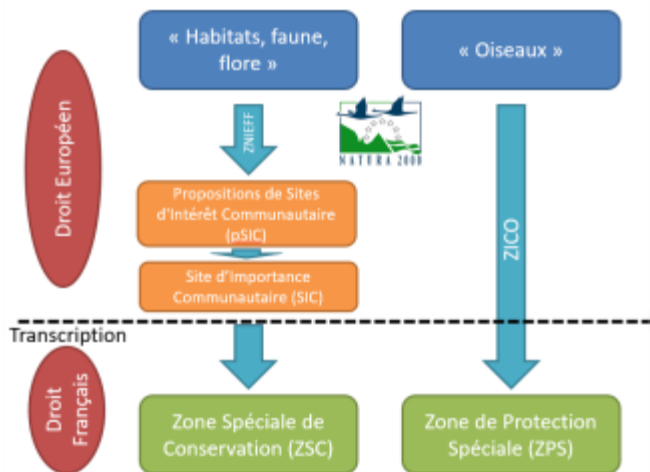 « Habitats, faune,
flore »
« Oiseaux »
Droit Européen
ZNIEFF
NATURA 2000
Propositions de Sites
d'Intérêt Communautaire
(pSIC)
ZICO
Site d'Importance
Communautaire (SIC)
Transcription
Droit
Français
Zone Spéciale de
Conservation (ZSC)
Zone de Protection
Spéciale (ZPS)